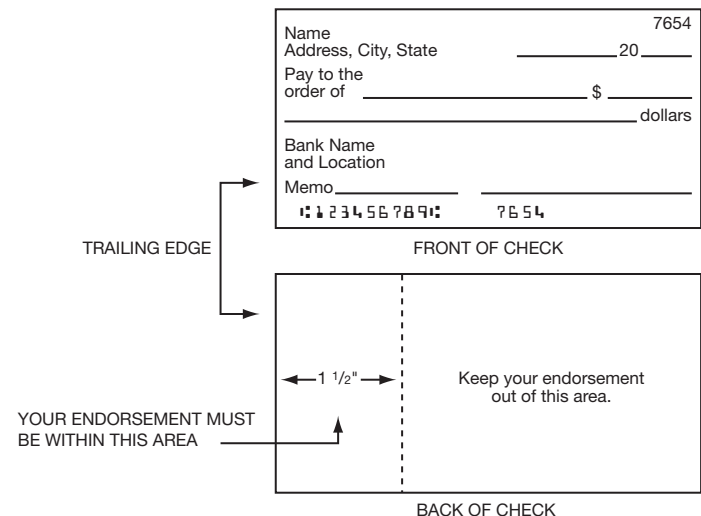 7654
Name
Address, City, State 20
Pay to the
order of $
dollars
Bank Name
and Location
Memo
⑆123456789⑆ 7654
TRAILING EDGE
FRONT OF CHECK
1 1/2"
Keep your endorsement
out of this area.
YOUR ENDORSEMENT MUST
BE WITHIN THIS AREA
BACK OF CHECK